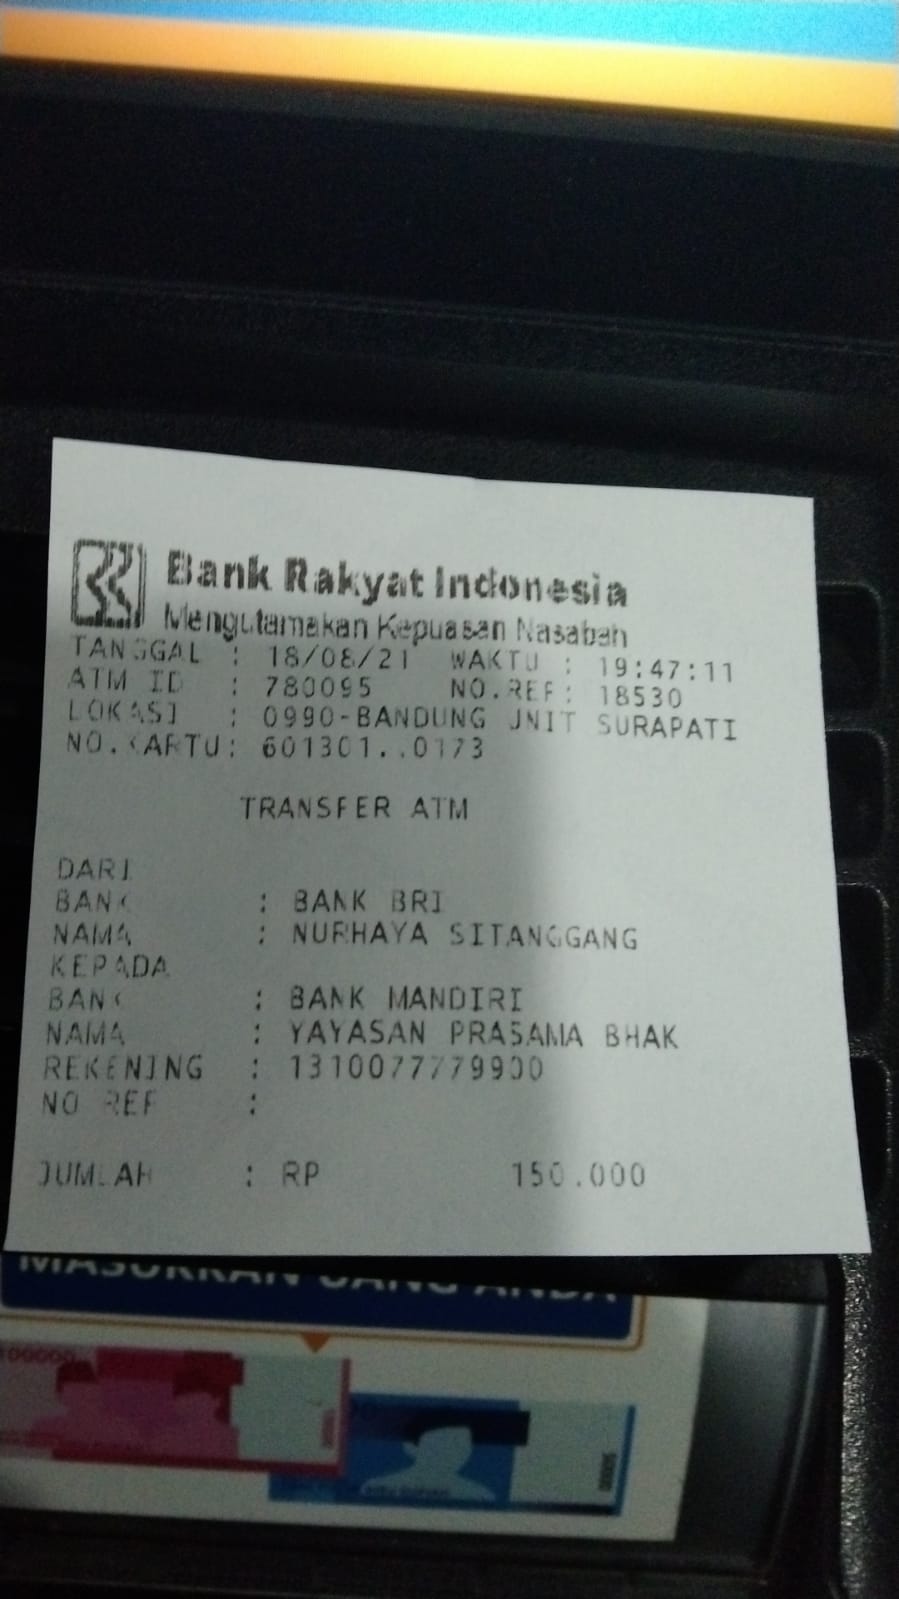 Bank Rakyat Indonesia
Mengutamakan Kepuasan Nasabah
TANGGAL : 18/08/21 WAKTU : 19:47:11
ATM ID : 780095 NO.REF: 18530
LOKASI : 0990-BANDUNG UNIT SURAPATI
NO.KARTU: 601301..0173
TRANSFER ATM
DARI
BANK : BANK BRI
NAMA : NURHAYA SITANGGANG
KEPADA
BANK : BANK MANDIRI
NAMA : YAYASAN PRASAMA BHAK
REKENING : 1310077779900
NO REF :
JUMLAH : RP 150.000
MASUKKAN UANG ANDA
100000
50000